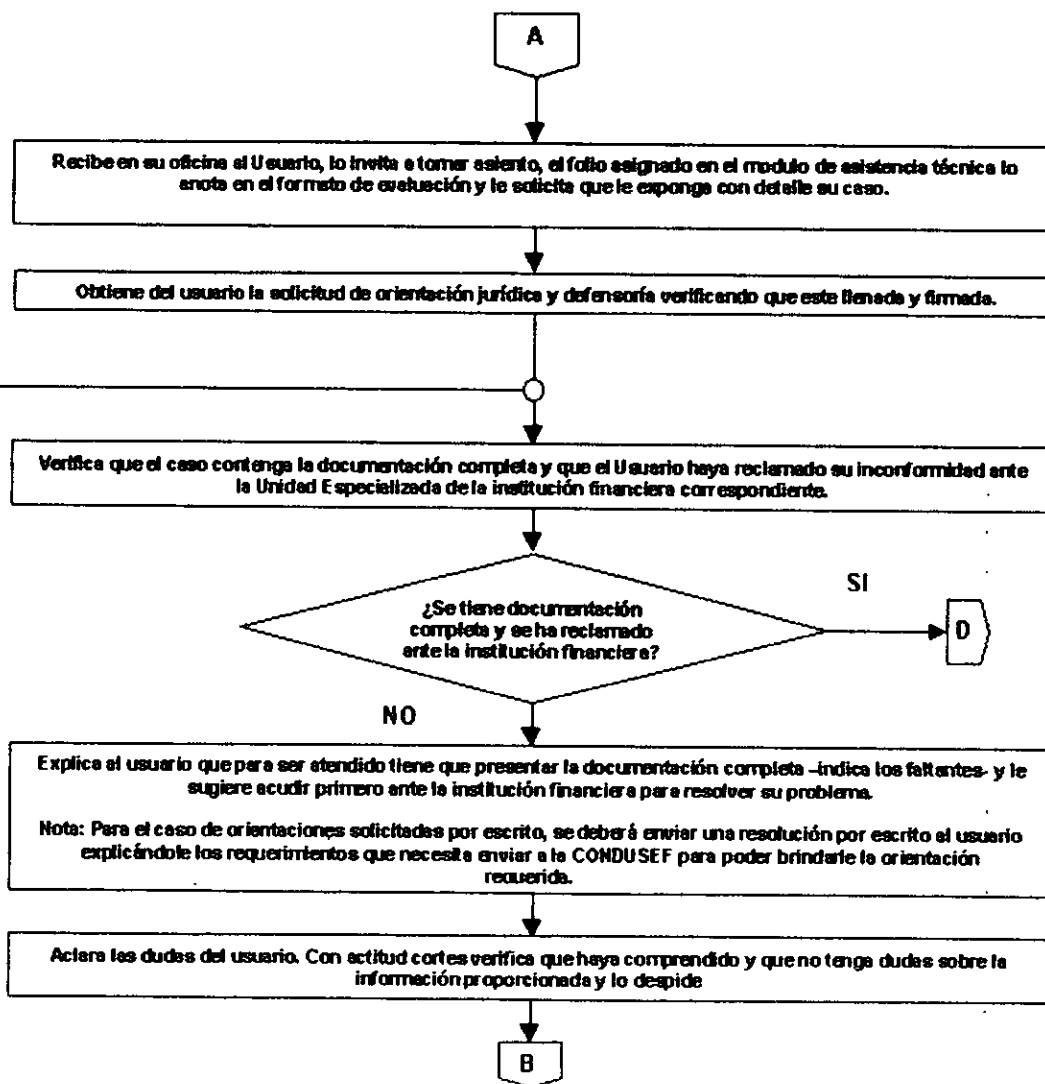 A
Recibe en su oficina al Usuario, lo invita a tomar asiento, el folio asignado en el modulo de asistencia técnica lo
anota en el formato de evaluación y le solicita que le exponga con detalle su caso.
Obtiene del usuario la solicitud de orientación jurídica y defensoría verificando que este llenada y firmada.
Verifica que el caso contenga la documentación completa y que el Usuario haya reclamado su inconformidad ante
la Unidad Especializada de la institución financiera correspondiente.
¿Se tiene documentación
completa y se ha reclamado
ante la institución financiera?
SI
D
NO
Explica al usuario que para ser atendido tiene que presentar la documentación completa –indica los faltantes- y le
sugiere acudir primero ante la institución financiera para resolver su problema.
Nota: Para el caso de orientaciones solicitadas por escrito, se deberá enviar una resolución por escrito al usuario
explicándole los requerimientos que necesita enviar a la CONDUSEF para poder brindarle la orientación
requerida.
Aclara las dudas del usuario. Con actitud cortes verifica que haya comprendido y que no tenga dudas sobre la
información proporcionada y lo despide
B